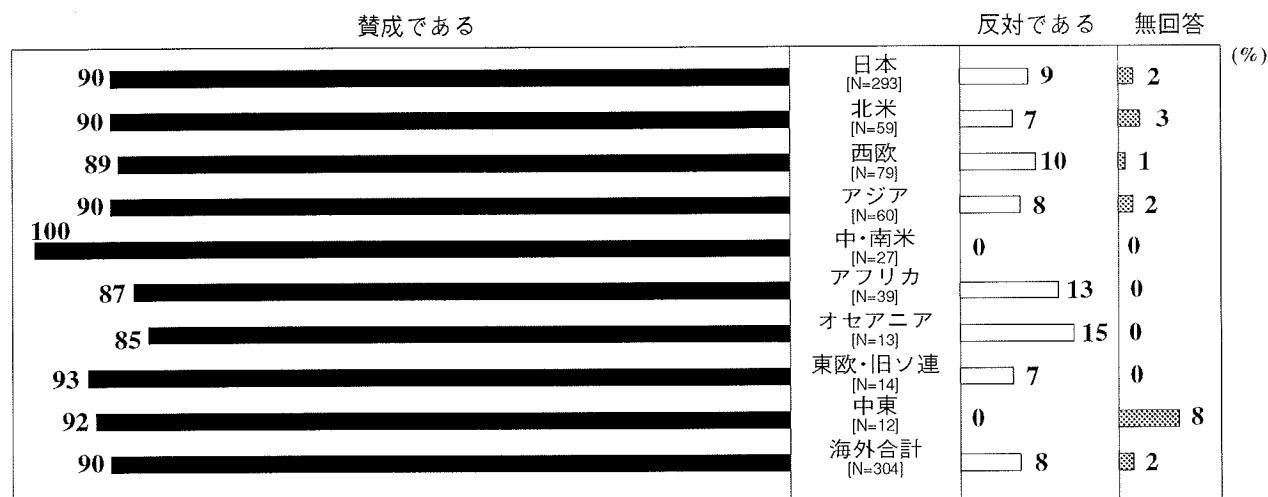 賛成である 反対である 無回答
(%)
90 日本 9 2
[N=293]
90 北米 7 3
[N=59]
89 西欧 10 1
[N=79]
90 アジア 8 2
[N=60]
100 中・南米 0 0
[N=27]
87 アフリカ 13 0
[N=39]
85 オセアニア 15 0
[N=13]
93 東欧・旧ソ連 7 0
[N=14]
92 中東 0 8
[N=12]
90 海外合計 8 2
[N=304]